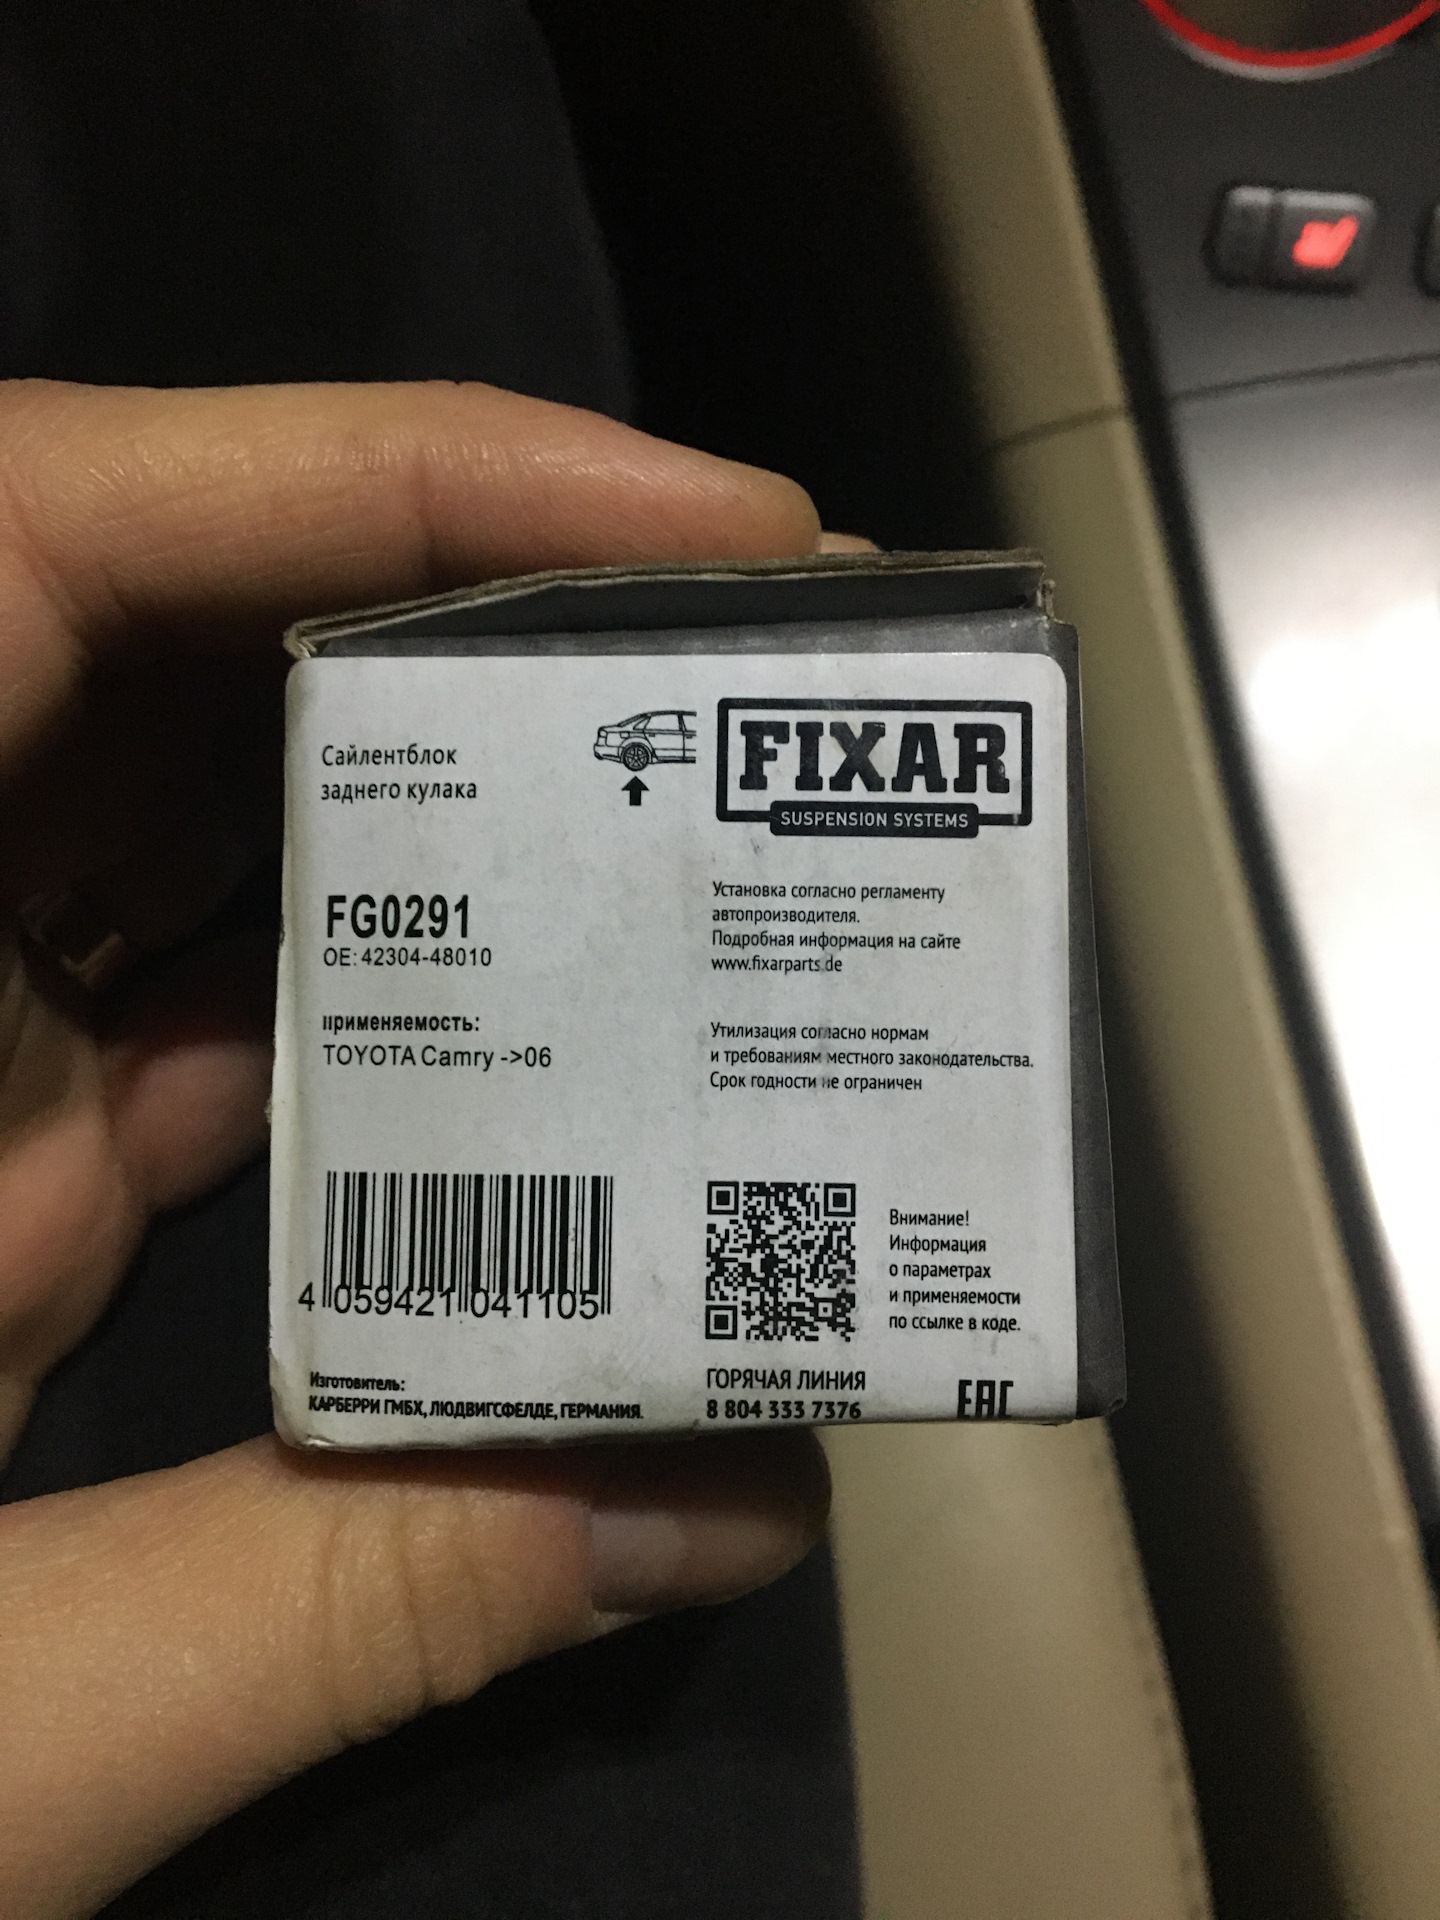 Сайлентблок
заднего кулака
FIXAR
SUSPENSION SYSTEMS
FG0291
OE: 42304-48010
применяемость:
TOYOTA Camry ->06
Установка согласно регламенту
автопроизводителя.
Подробная информация на сайте
www.fixarparts.de
Утилизация согласно нормам
и требованиям местного законодательства.
Срок годности не ограничен
4 059421 041105
Внимание!
Информация
о параметрах
и применяемости
по ссылке в коде.
Изготовитель:
КАРБЕРРИ ГМБХ, ЛЮДВИГСФЕЛДЕ, ГЕРМАНИЯ.
ГОРЯЧАЯ ЛИНИЯ
8 804 333 7376
EAC